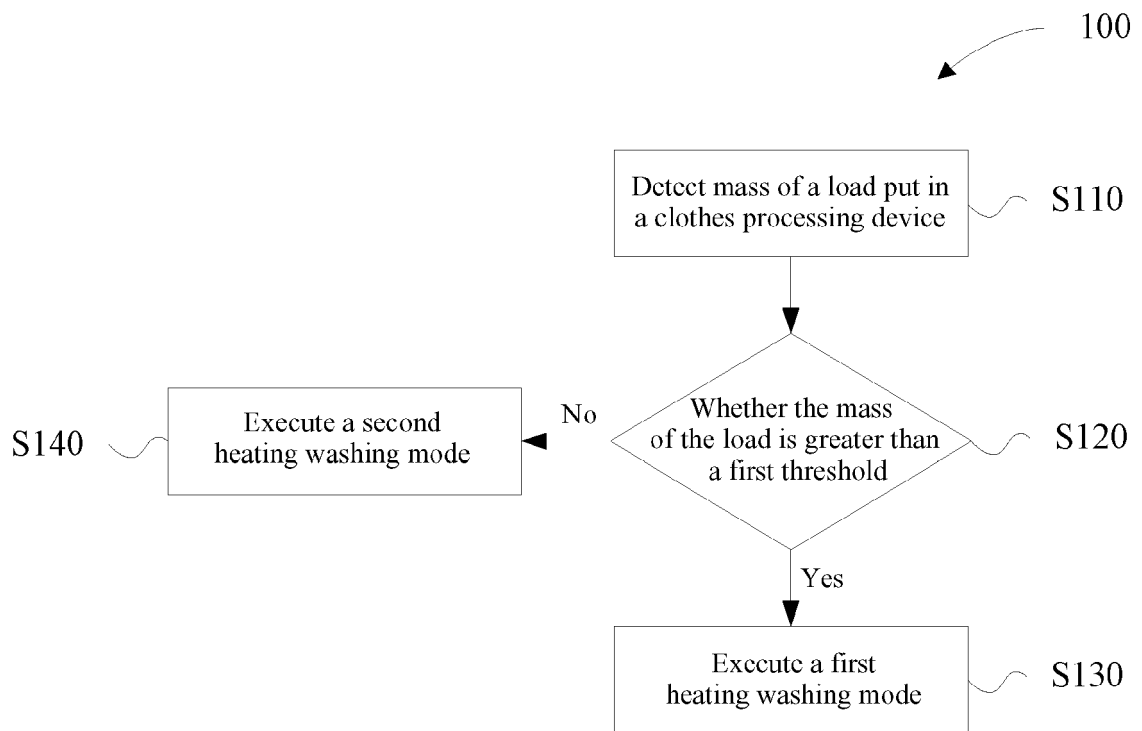 100
Detect mass of a load put in
a clothes processing device
S110
Whether the mass
of the load is greater than
a first threshold
S120
No
Execute a second
heating washing mode
S140
Yes
Execute a first
heating washing mode
S130